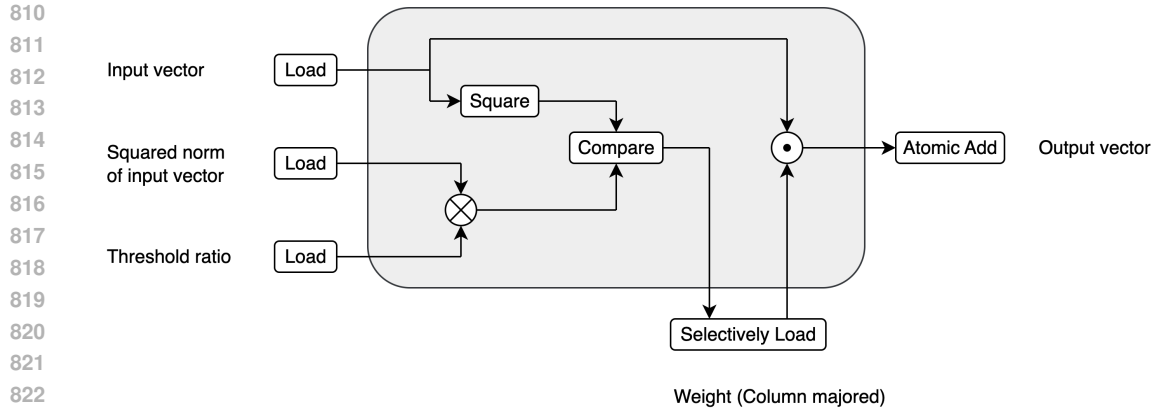 810
811
812
813
814
815
816
817
818
819
820
821
822
Input vector
Load
Square
Squared norm
of input vector
Load
Compare
Atomic Add
Output vector
Threshold ratio
Load
Selectively Load
Weight (Column majored)